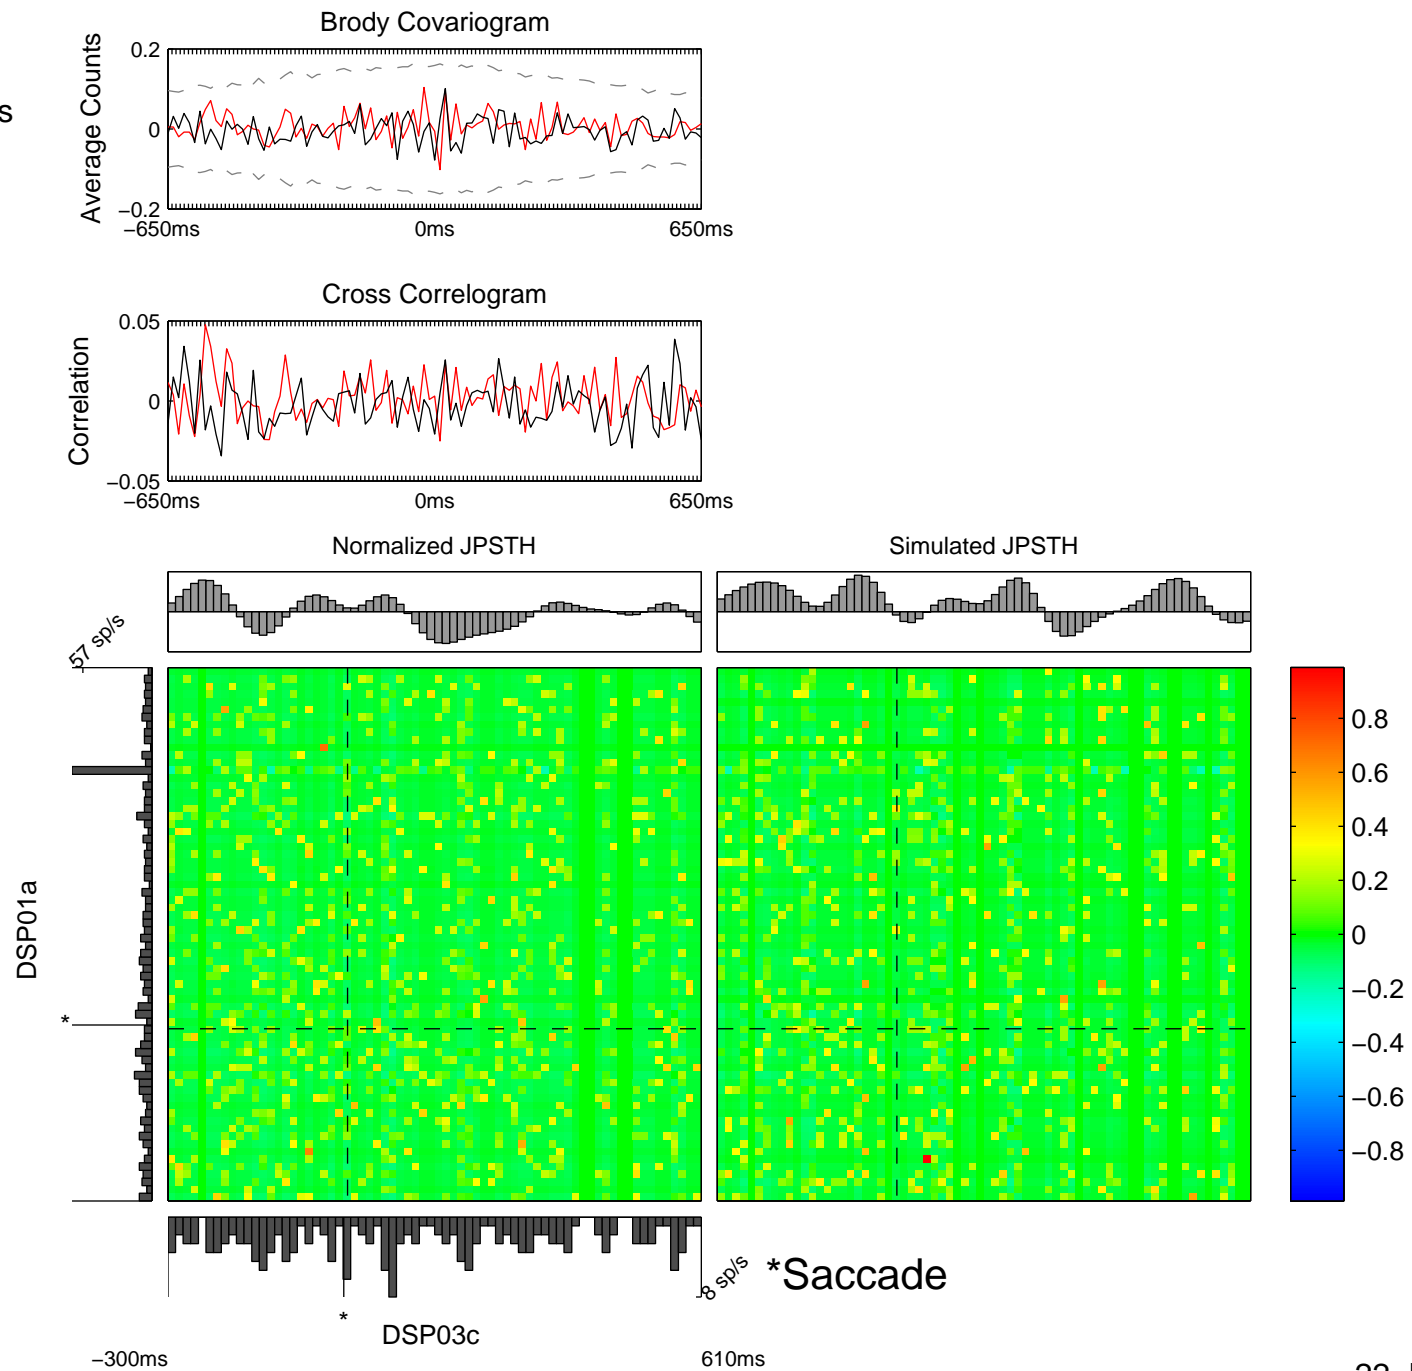 Brody Covariogram
s
Average Counts
0.2
0
−0.2
−650ms
0ms
650ms
Cross Correlogram
Correlation
0.05
0
−0.05
−650ms
0ms
650ms
Normalized JPSTH
Simulated JPSTH
57 sp/s
DSP01a
*
0.8
0.6
0.4
0.2
0
−0.2
−0.4
−0.6
−0.8
8 sp/s
*Saccade
*
DSP03c
−300ms
610ms